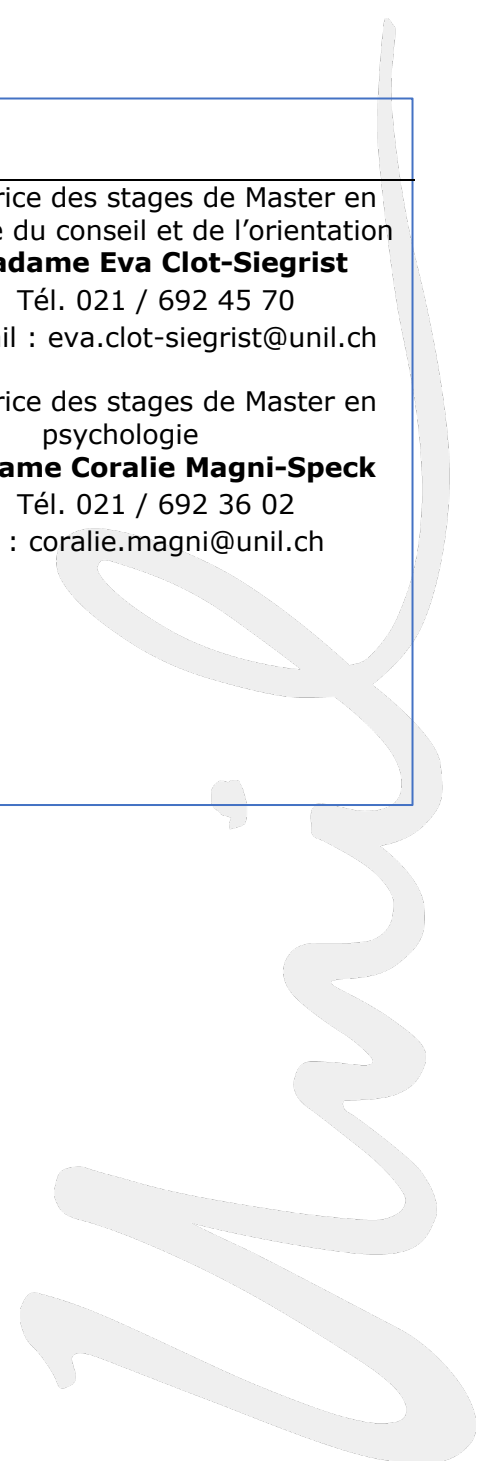 rice des stages de Master en
e du conseil et de l’orientation
adame Eva Clot-Siegrist
Tél. 021 / 692 45 70
il : eva.clot-siegrist@unil.ch
rice des stages de Master en
psychologie
ame Coralie Magni-Speck
Tél. 021 / 692 36 02
: coralie.magni@unil.ch
Unil